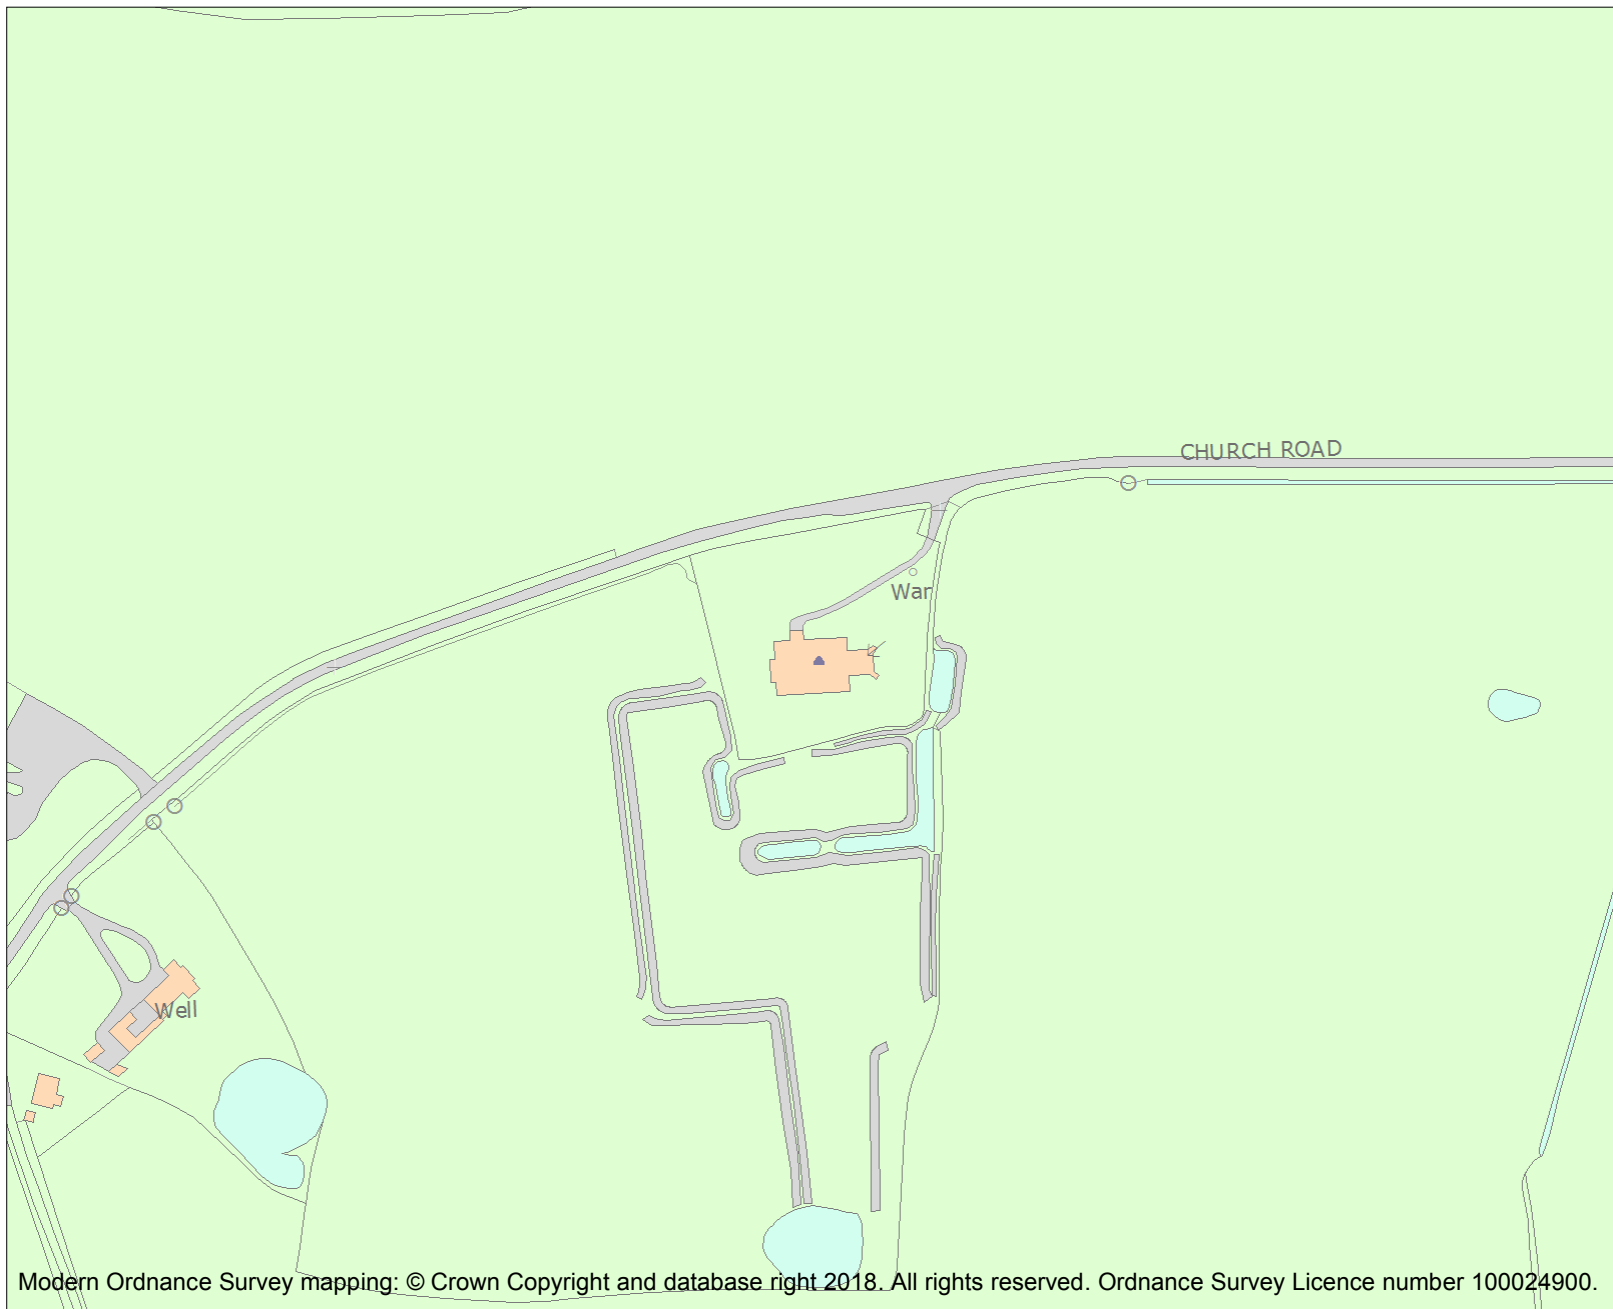 CHURCH ROAD
War
Well
Modern Ordnance Survey mapping: © Crown Copyright and database right 2018. All rights reserved. Ordnance Survey Licence number 100024900.